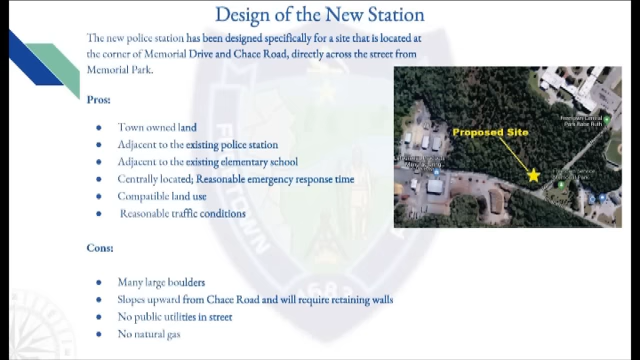 Design of the New Station
The new police station has been designed specifically for a site that is located at
the corner of Memorial Drive and Chace Road, directly across the street from
Memorial Park.
Pros:
Town owned land
Adjacent to the existing police station
Adjacent to the existing elementary school
Centrally located; Reasonable emergency response time
Compatible land use
Reasonable traffic conditions
Proposed Site
Cons:
Many large boulders
Slopes upward from Chace Road and will require retaining walls
No public utilities in street
No natural gas